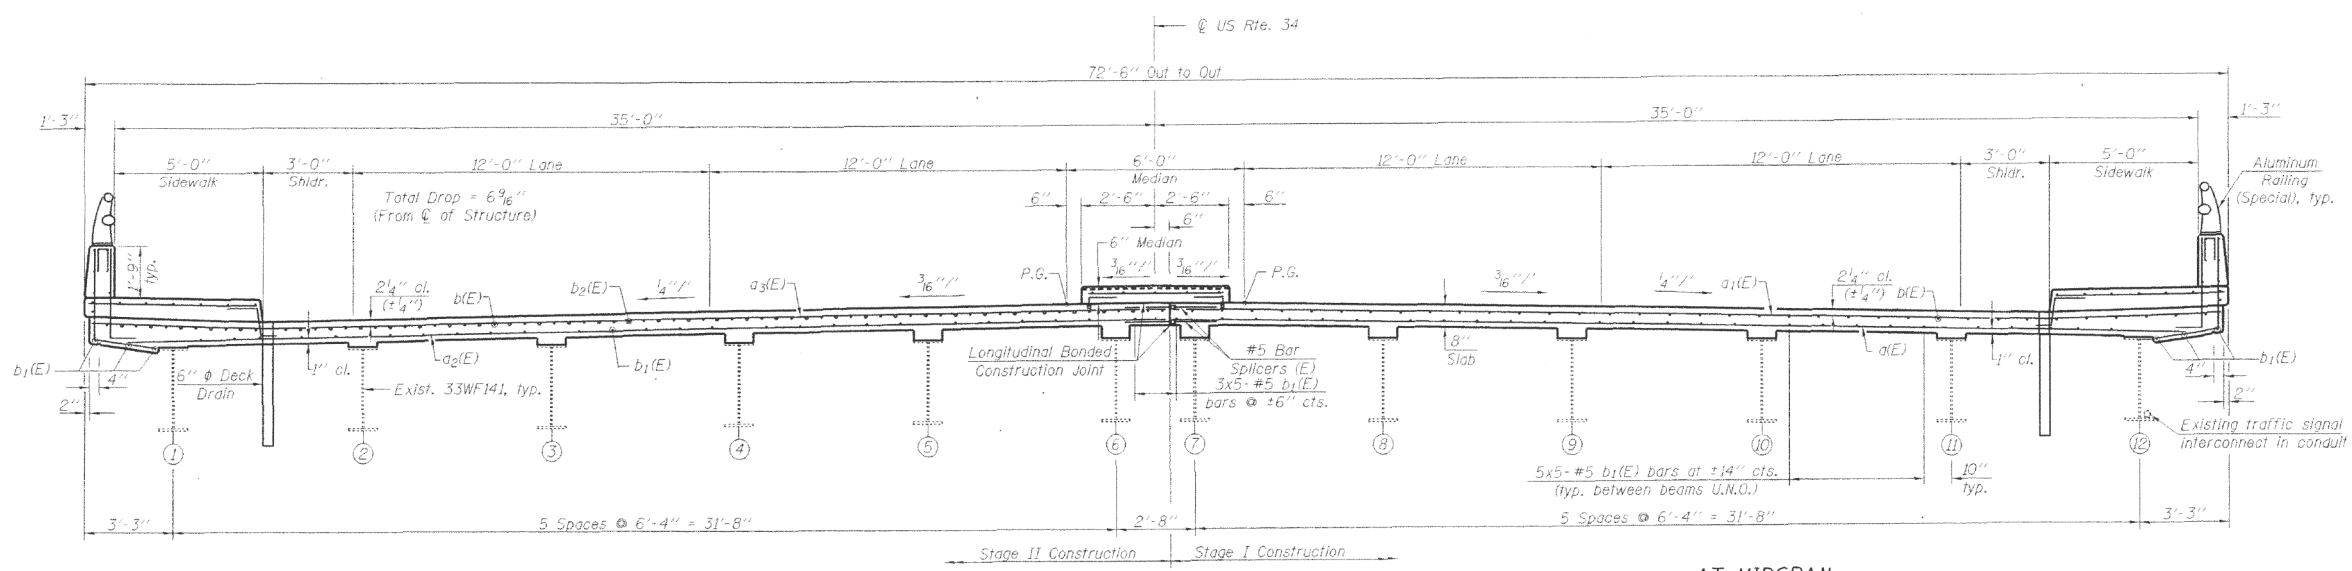 ℄ US Rte. 34
72'-6" Out to Out
1'-3"
35'-0"
35'-0"
1'-3"
5'-0"
Sidewalk
3'-0"
Shldr.
12'-0" Lane
12'-0" Lane
6'-0"
Median
12'-0" Lane
12'-0" Lane
3'-0"
Shldr.
5'-0"
Sidewalk
Aluminum
Railing
(Special), typ.
Total Drop = 6 9/16"
(From ℄ of Structure)
6"
2'-6"
2'-6"
6"
6"
6" Median
3/16"/'
3/16"/'
1'-9"
typ.
2 1/4" cl.
(±1/4")
b(E)
b2(E)
1/4"/'
a3(E)
3/16"/'
P.G.
P.G.
3/16"/'
1/4"/'
a1(E)
2 1/4" cl.
(±1/4")
b(E)
b1(E)
4"
2"
6" ϕ Deck
Drain
1" cl.
a2(E)
Exist. 33WF141, typ.
b1(E)
Longitudinal Bonded
Construction Joint
#5 Bar
Splicers (E)
3x5-#5 b1(E)
bars @ ±6" cts.
8"
Slab
a(E)
1" cl.
4"
b1(E)
2"
1
2
3
4
5
6
7
8
9
10
11
12
Existing traffic signal
interconnect in conduit
5x5-#5 b1(E) bars at ±14" cts.
(typ. between beams U.N.O.)
10"
typ.
3'-3"
5 Spaces @ 6'-4" = 31'-8"
2'-8"
5 Spaces @ 6'-4" = 31'-8"
3'-3"
Stage II Construction
Stage I Construction